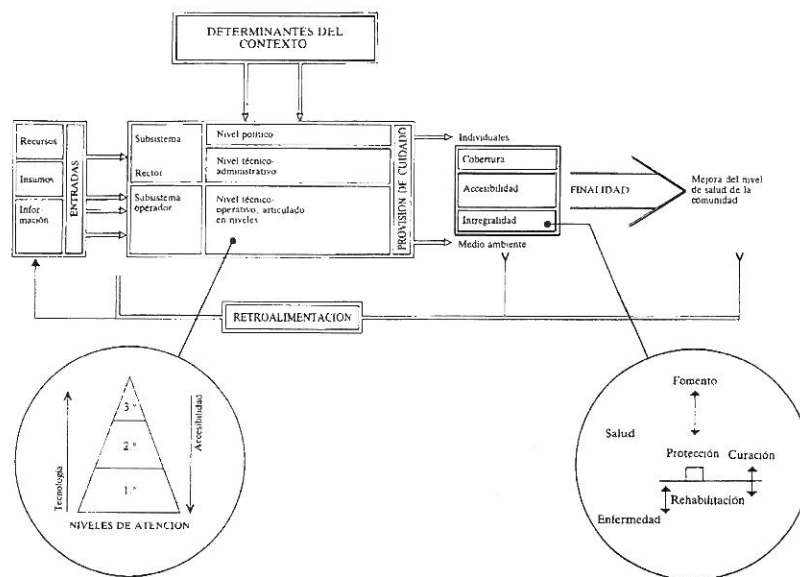 DETERMINANTES DEL
CONTEXTO
Recursos
Insumos
Infor
mación
ENTRADAS
Subsistema
Rector
Subsistema
operador
Nivel político
Nivel técnico-
administrativo
Nivel técnico-
operativo, articulado
en niveles
PROVISION DE CUIDADO
Individuales
Cobertura
Accesibilidad
Intregralidad
Medio ambiente
FINALIDAD
Mejora del nivel
de salud de la
comunidad
RETROALIMENTACION
Tecnología
3.º
2.º
1.º
Accesibilidad
NIVELES DE ATENCION
Fomento
Salud
Protección
Curación
Rehabilitación
Enfermedad